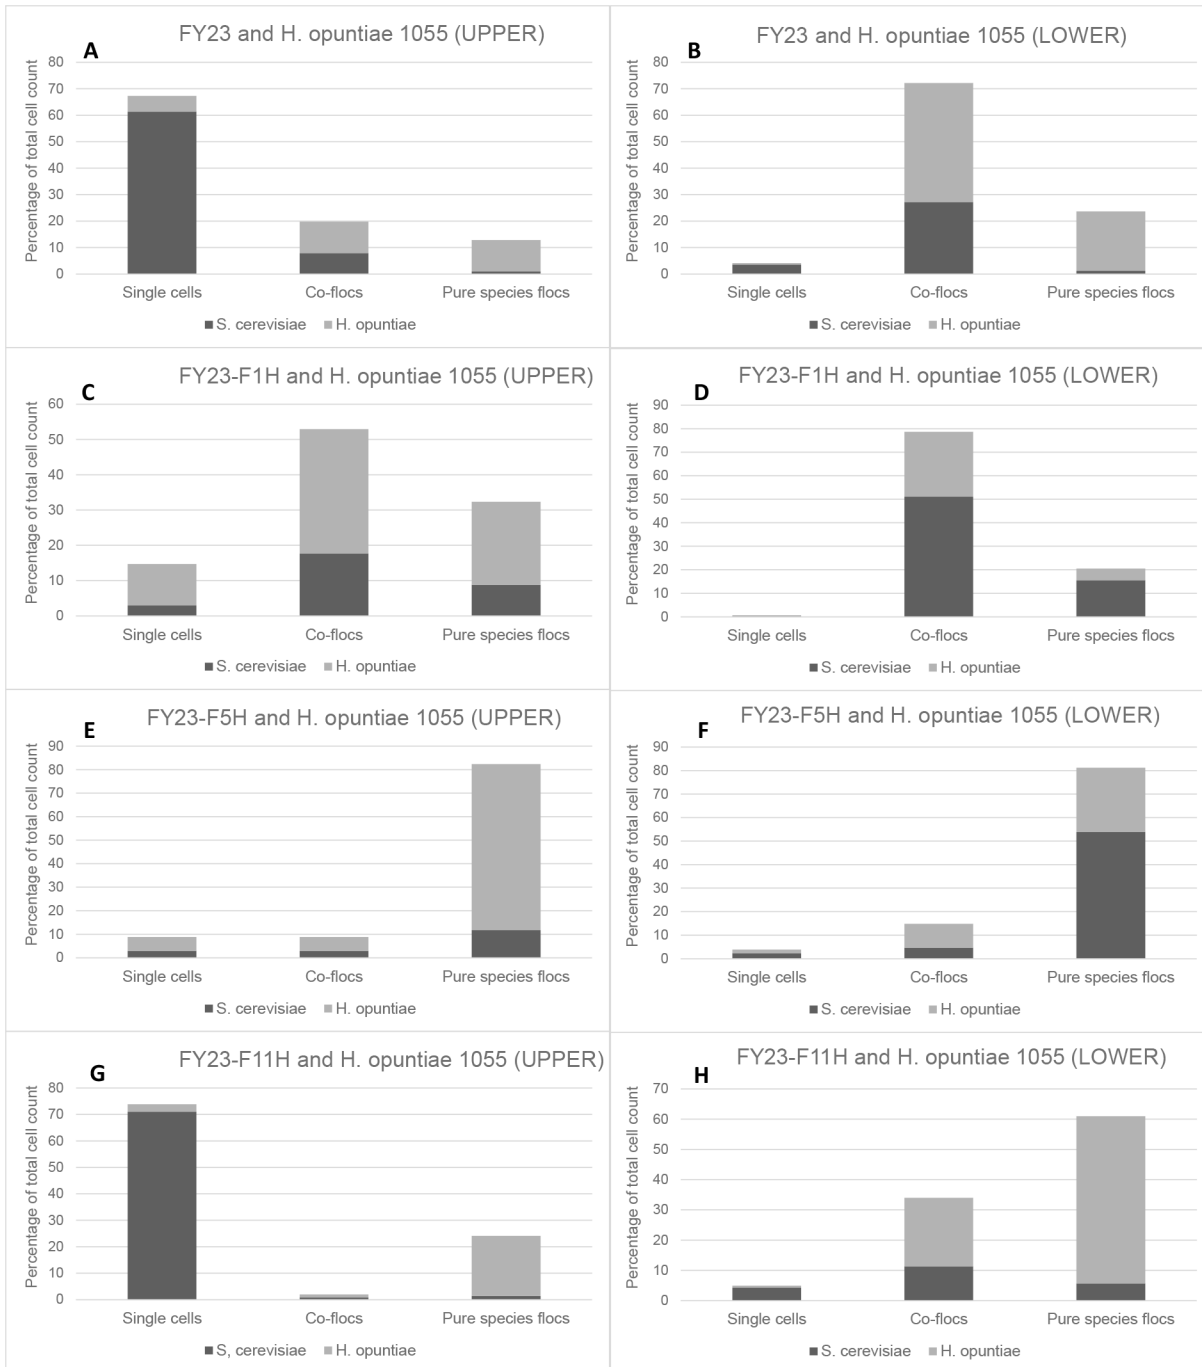 A
FY23 and H. opuntiae 1055 (UPPER)
Percentage of total cell count
80
70
60
50
40
30
20
10
0
Single cells Co-flocs Pure species flocs
S. cerevisiae H. opuntiae
B
FY23 and H. opuntiae 1055 (LOWER)
Percentage of total cell count
80
70
60
50
40
30
20
10
0
Single cells Co-flocs Pure species flocs
S. cerevisiae H. opuntiae
C
FY23-F1H and H. opuntiae 1055 (UPPER)
Percentage of total cell count
60
50
40
30
20
10
0
Single cells Co-flocs Pure species flocs
S. cerevisiae H. opuntiae
D
FY23-F1H and H. opuntiae 1055 (LOWER)
Percentage of total cell count
90
80
70
60
50
40
30
20
10
0
Single cells Co-flocs Pure species flocs
S. cerevisiae H. opuntiae
E
FY23-F5H and H. opuntiae 1055 (UPPER)
Percentage of total cell count
90
80
70
60
50
40
30
20
10
0
Single cells Co-flocs Pure species flocs
S. cerevisiae H. opuntiae
F
FY23-F5H and H. opuntiae 1055 (LOWER)
Percentage of total cell count
90
80
70
60
50
40
30
20
10
0
Single cells Co-flocs Pure species flocs
S. cerevisiae H. opuntiae
G
FY23-F11H and H. opuntiae 1055 (UPPER)
Percentage of total cell count
80
70
60
50
40
30
20
10
0
Single cells Co-flocs Pure species flocs
S, cerevisiae H. opuntiae
H
FY23-F11H and H. opuntiae 1055 (LOWER)
Percentage of total cell count
70
60
50
40
30
20
10
0
Single cells Co-flocs Pure species flocs
S. cerevisiae H. opuntiae